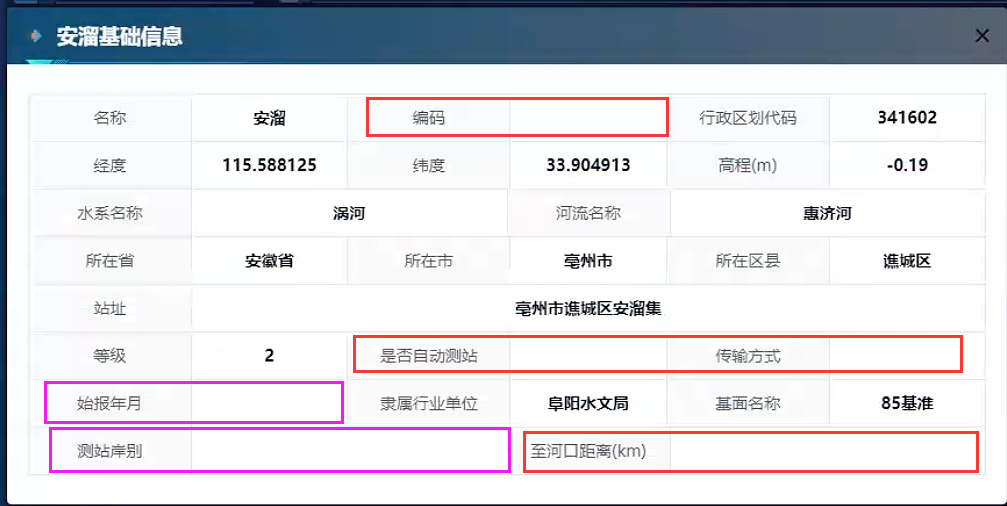 安溜基础信息
名称 安溜 编码 行政区划代码 341602
经度 115.588125 纬度 33.904913 高程(m) -0.19
水系名称 涡河 河流名称 惠济河
所在省 安徽省 所在市 亳州市 所在区县 谯城区
站址 亳州市谯城区安溜集
等级 2 是否自动测站 传输方式
始报年月 隶属行业单位 阜阳水文局 基面名称 85基准
测站岸别 至河口距离(km)